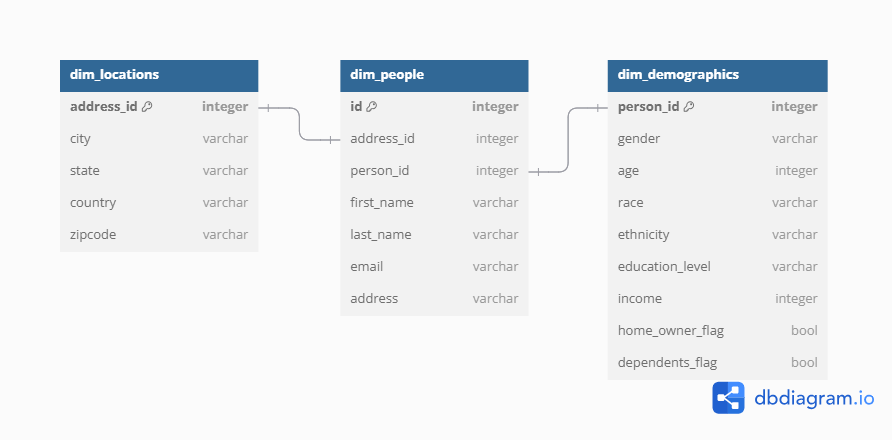 dim_locations
address_id integer
city varchar
state varchar
country varchar
zipcode varchar
dim_people
id integer
address_id integer
person_id integer
first_name varchar
last_name varchar
email varchar
address varchar
dim_demographics
person_id integer
gender varchar
age integer
race varchar
ethnicity varchar
education_level varchar
income integer
home_owner_flag bool
dependents_flag bool
dbdiagram.io